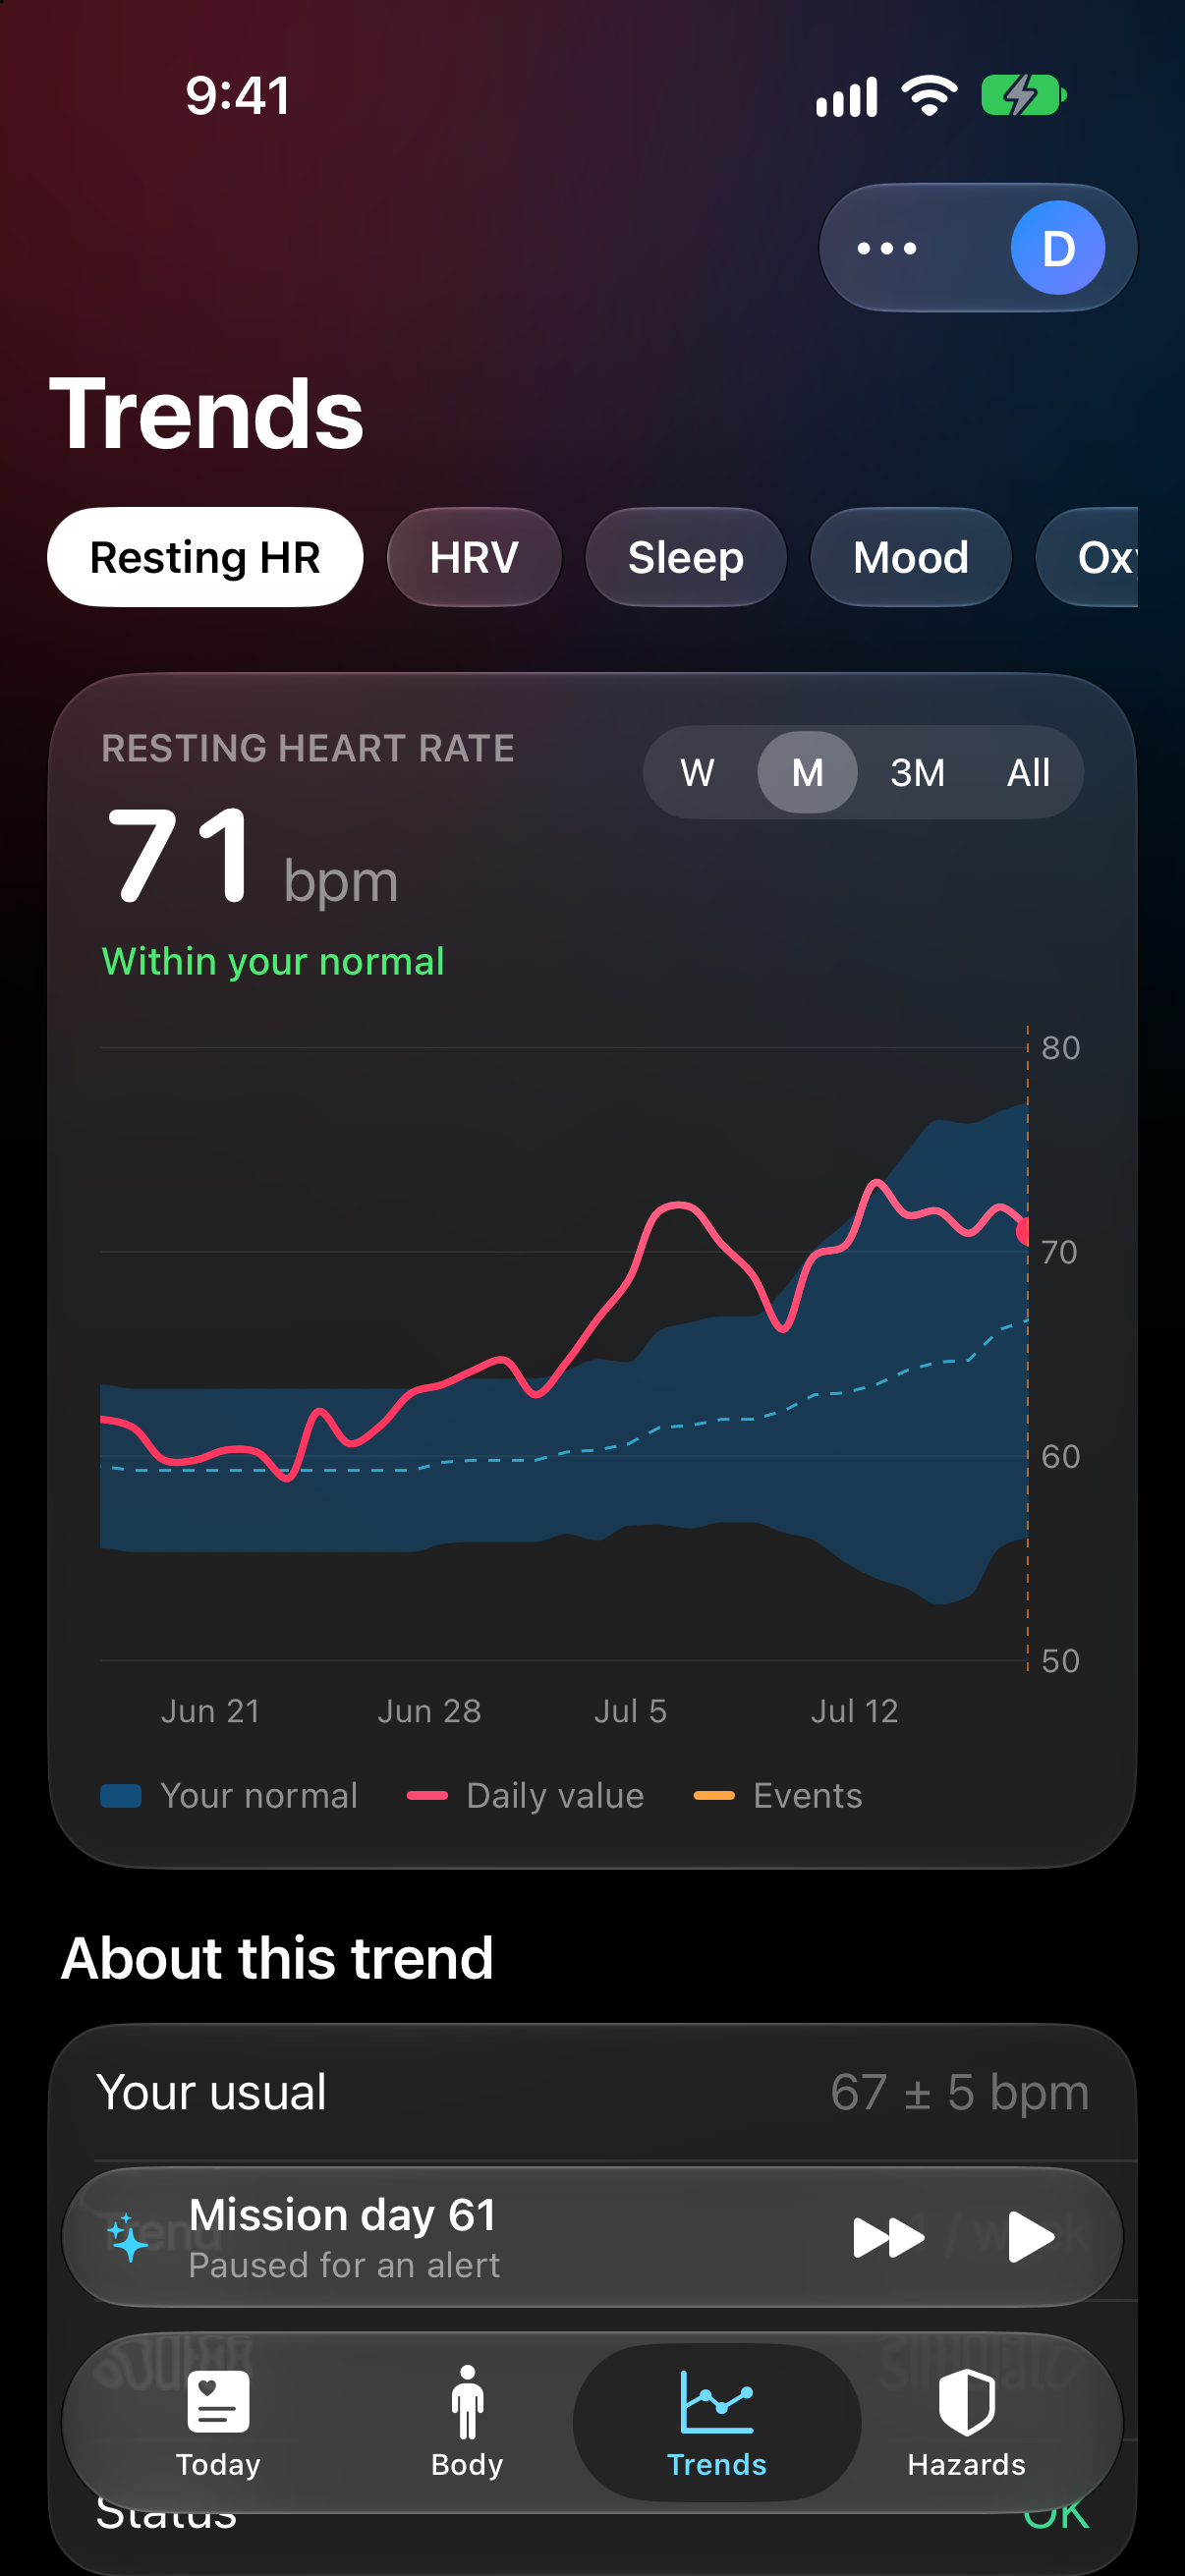 9:41
D
Trends
Resting HR
HRV
Sleep
Mood
RESTING HEART RATE
W
M
3M
All
71 bpm
Within your normal
80
70
60
50
Jun 21
Jun 28
Jul 5
Jul 12
Your normal
Daily value
Events
About this trend
Your usual
67 ± 5 bpm
Mission day 61
Paused for an alert
Today
Body
Trends
Hazards
Status
OK